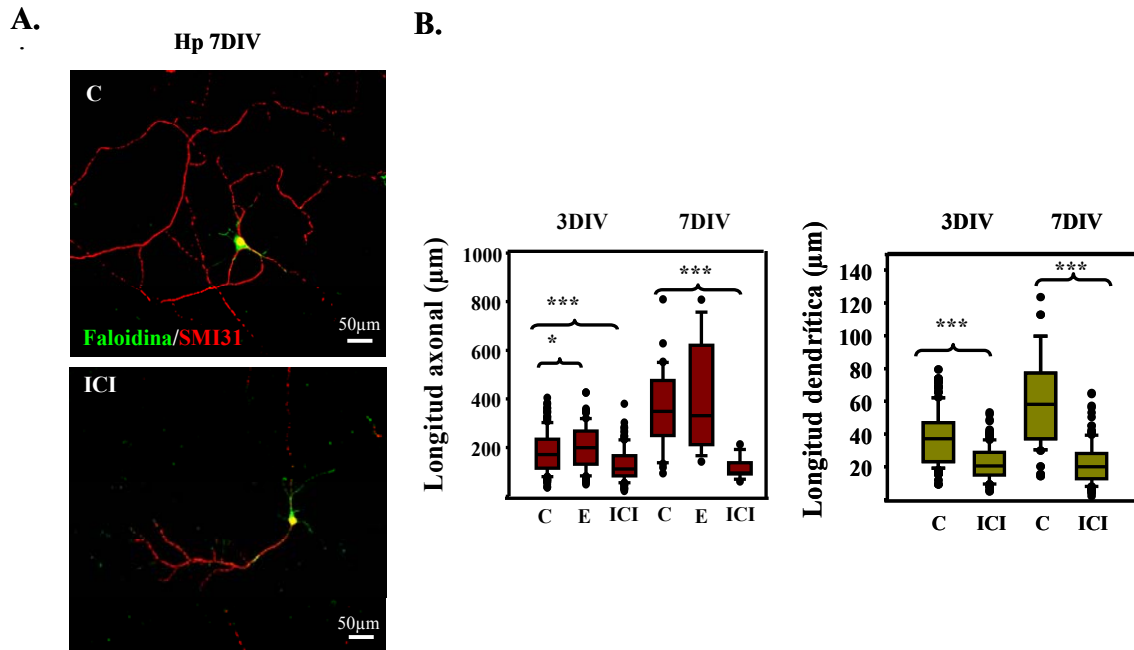 A.
.
Hp 7DIV
C
Faloidina/SMI31
50µm
ICI
50µm
B.
3DIV 7DIV
Longitud axonal (µm)
1000
800
600
400
200
***
*
***
C E ICI C E ICI
3DIV 7DIV
Longitud dendrítica (µm)
140
120
100
80
60
40
20
***
***
C ICI C ICI